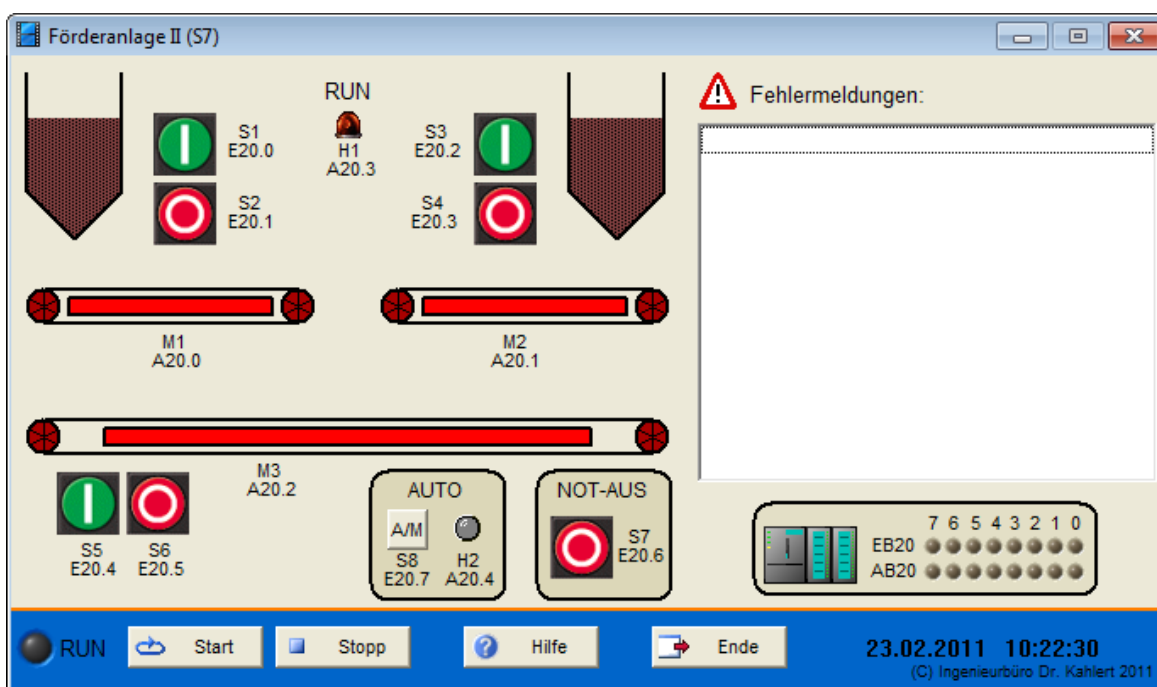 Förderanlage II (S7)
RUN
H1
A20.3
S1
E20.0
S2
E20.1
S3
E20.2
S4
E20.3
Fehlermeldungen:
M1
A20.0
M2
A20.1
M3
A20.2
S5
E20.4
S6
E20.5
AUTO
A/M
S8
E20.7
H2
A20.4
NOT-AUS
S7
E20.6
7 6 5 4 3 2 1 0
EB20
AB20
RUN
Start
Stopp
Hilfe
Ende
23.02.2011 10:22:30
(C) Ingenieurbüro Dr. Kahlert 2011